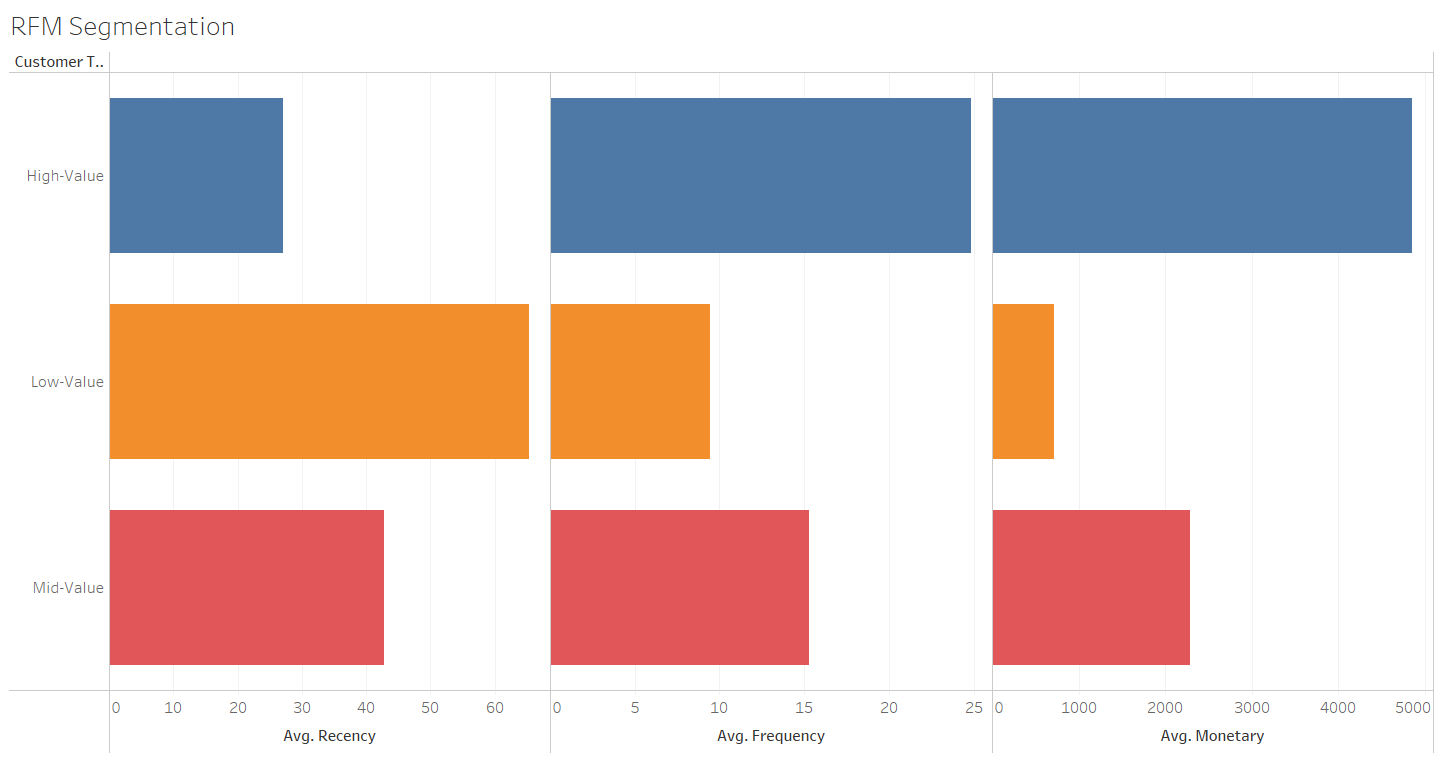 RFM Segmentation
Customer T..
High-Value
Low-Value
Mid-Value
0 10 20 30 40 50 60
0 5 10 15 20 25
0 1000 2000 3000 4000 5000
Avg. Recency
Avg. Frequency
Avg. Monetary